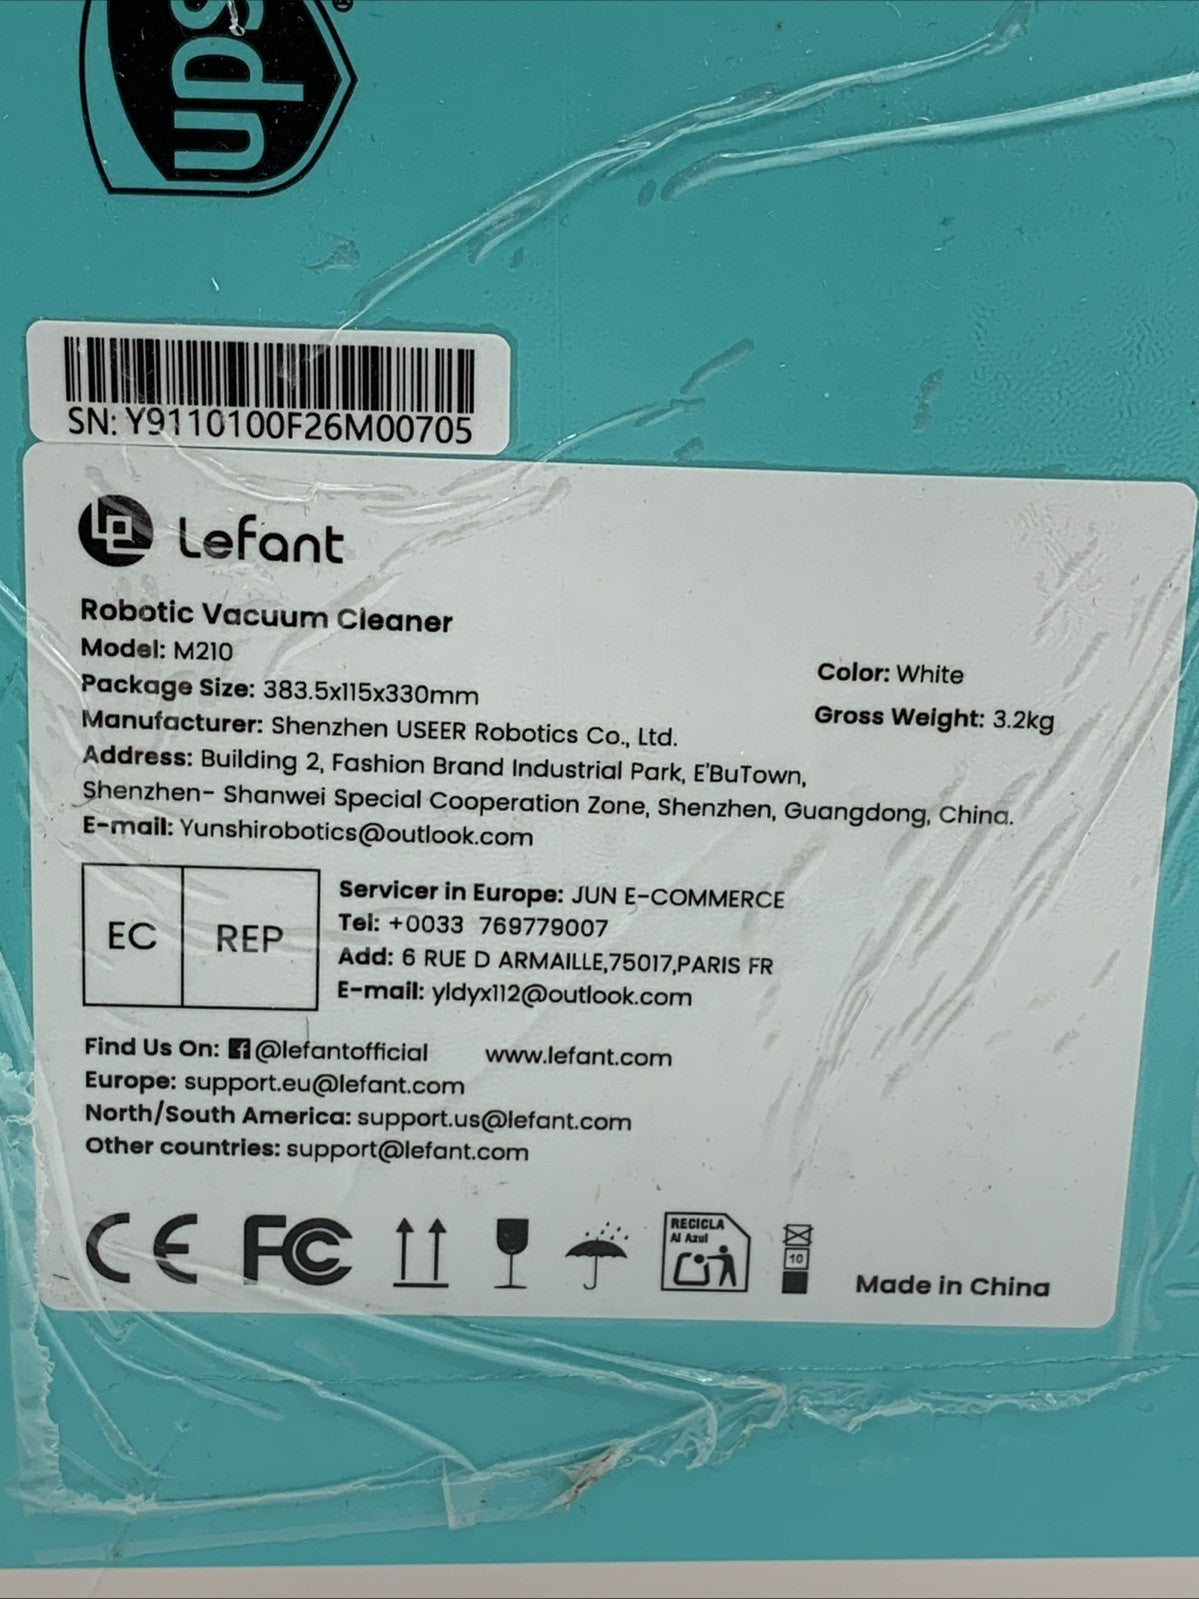 ups
SN: Y9110100F26M00705
Lefant
Robotic Vacuum Cleaner
Model: M210
Color: White
Package Size: 383.5x115x330mm
Gross Weight: 3.2kg
Manufacturer: Shenzhen USEER Robotics Co., Ltd.
Address: Building 2, Fashion Brand Industrial Park, E'BuTown,
Shenzhen- Shanwei Special Cooperation Zone, Shenzhen, Guangdong, China.
E-mail: Yunshirobotics@outlook.com
EC REP
Servicer in Europe: JUN E-COMMERCE
Tel: +0033 769779007
Add: 6 RUE D ARMAILLE,75017,PARIS FR
E-mail: yldyx112@outlook.com
Find Us On: @lefantofficial www.lefant.com
Europe: support.eu@lefant.com
North/South America: support.us@lefant.com
Other countries: support@lefant.com
CE FC
RECICLA
Al Azul
10
Made in China